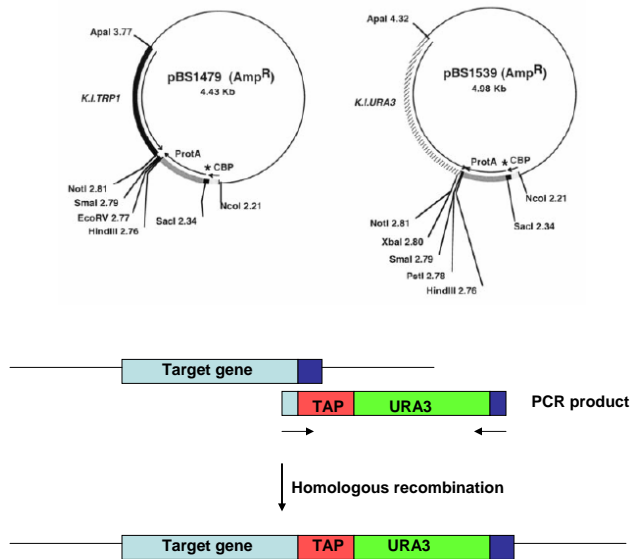 ApaI 3.77
pBS1479 (AmpR)
4.43 Kb
K.l.TRP1
ProtA
* CBP
NotI 2.81
SmaI 2.79
EcoRV 2.77
HindIII 2.76
SacI 2.34
NcoI 2.21
ApaI 4.32
pBS1539 (AmpR)
4.98 Kb
K.l.URA3
ProtA
* CBP
NcoI 2.21
SacI 2.34
NotI 2.81
XbaI 2.80
SmaI 2.79
PstI 2.78
HindIII 2.76
Target gene
TAP URA3 PCR product
Homologous recombination
Target gene TAP URA3